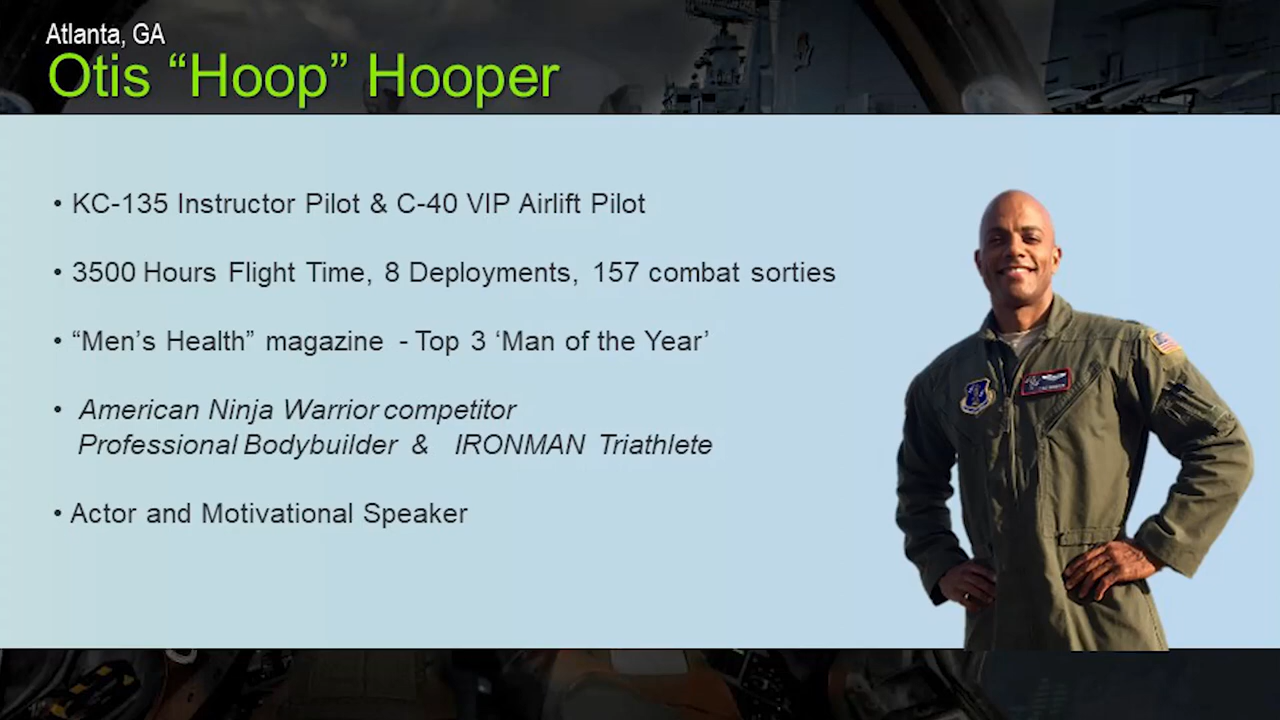 Atlanta, GA
Otis “Hoop” Hooper
• KC-135 Instructor Pilot & C-40 VIP Airlift Pilot
• 3500 Hours Flight Time, 8 Deployments, 157 combat sorties
• “Men’s Health” magazine - Top 3 ‘Man of the Year’
• American Ninja Warrior competitor
Professional Bodybuilder & IRONMAN Triathlete
• Actor and Motivational Speaker